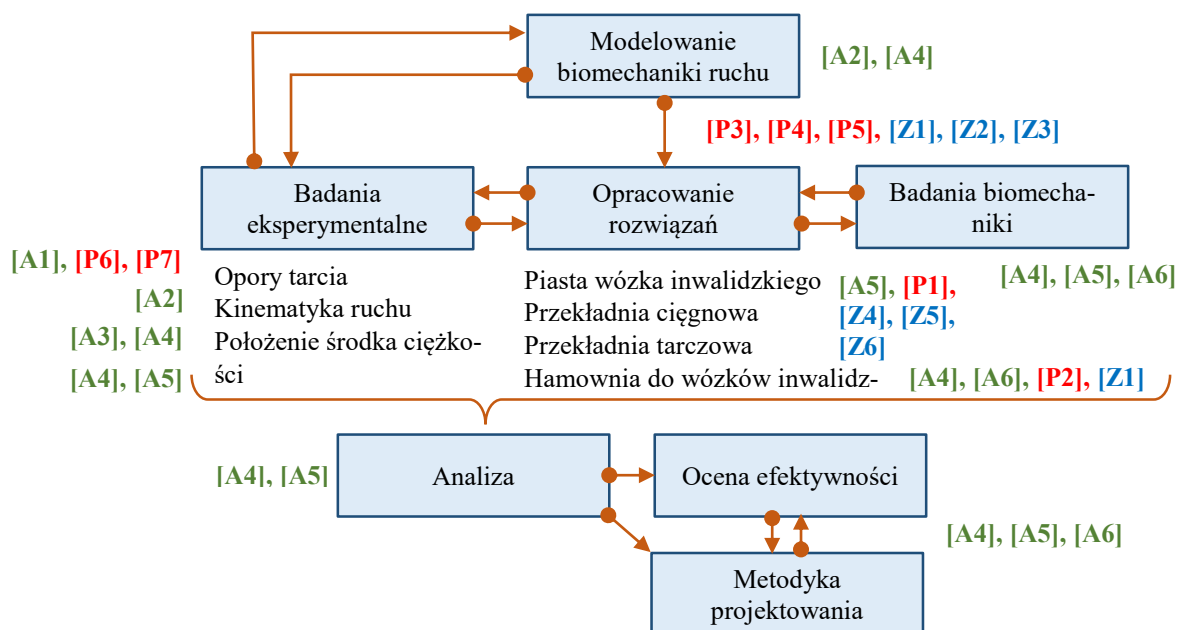 Modelowanie
biomechaniki ruchu
[A2], [A4]
[P3], [P4], [P5], [Z1], [Z2], [Z3]
Badania
eksperymentalne
Opracowanie
rozwiązań
Badania biomecha-
niki
[A1], [P6], [P7]
[A2]
[A3], [A4]
[A4], [A5]
Opory tarcia
Kinematyka ruchu
Położenie środka ciężko-
ści
Piasta wózka inwalidzkiego
Przekładnia cięgnowa
Przekładnia tarczowa
Hamownia do wózków inwalidz-
[A5], [P1],
[Z4], [Z5],
[Z6]
[A4], [A6], [P2], [Z1]
[A4], [A5], [A6]
[A4], [A5]
Analiza
Ocena efektywności
[A4], [A5], [A6]
Metodyka
projektowania